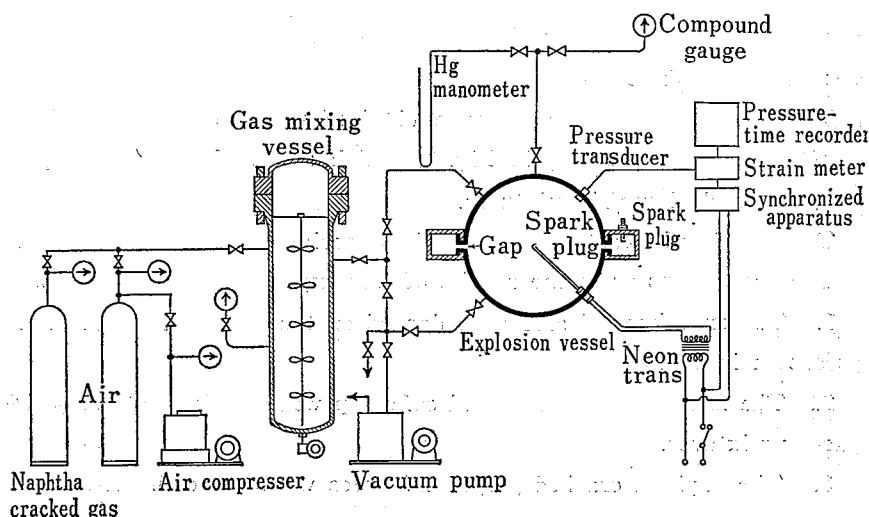 Compound
gauge
Hg
manometer
Pressure-
time recorder
Gas mixing
vessel
Pressure
transducer
Strain meter
Synchronized
apparatus
Spark
plug
Spark
plug
Gap
Explosion vessel
Neon
trans
Air
Naphtha
cracked gas
Air compresser
Vacuum pump